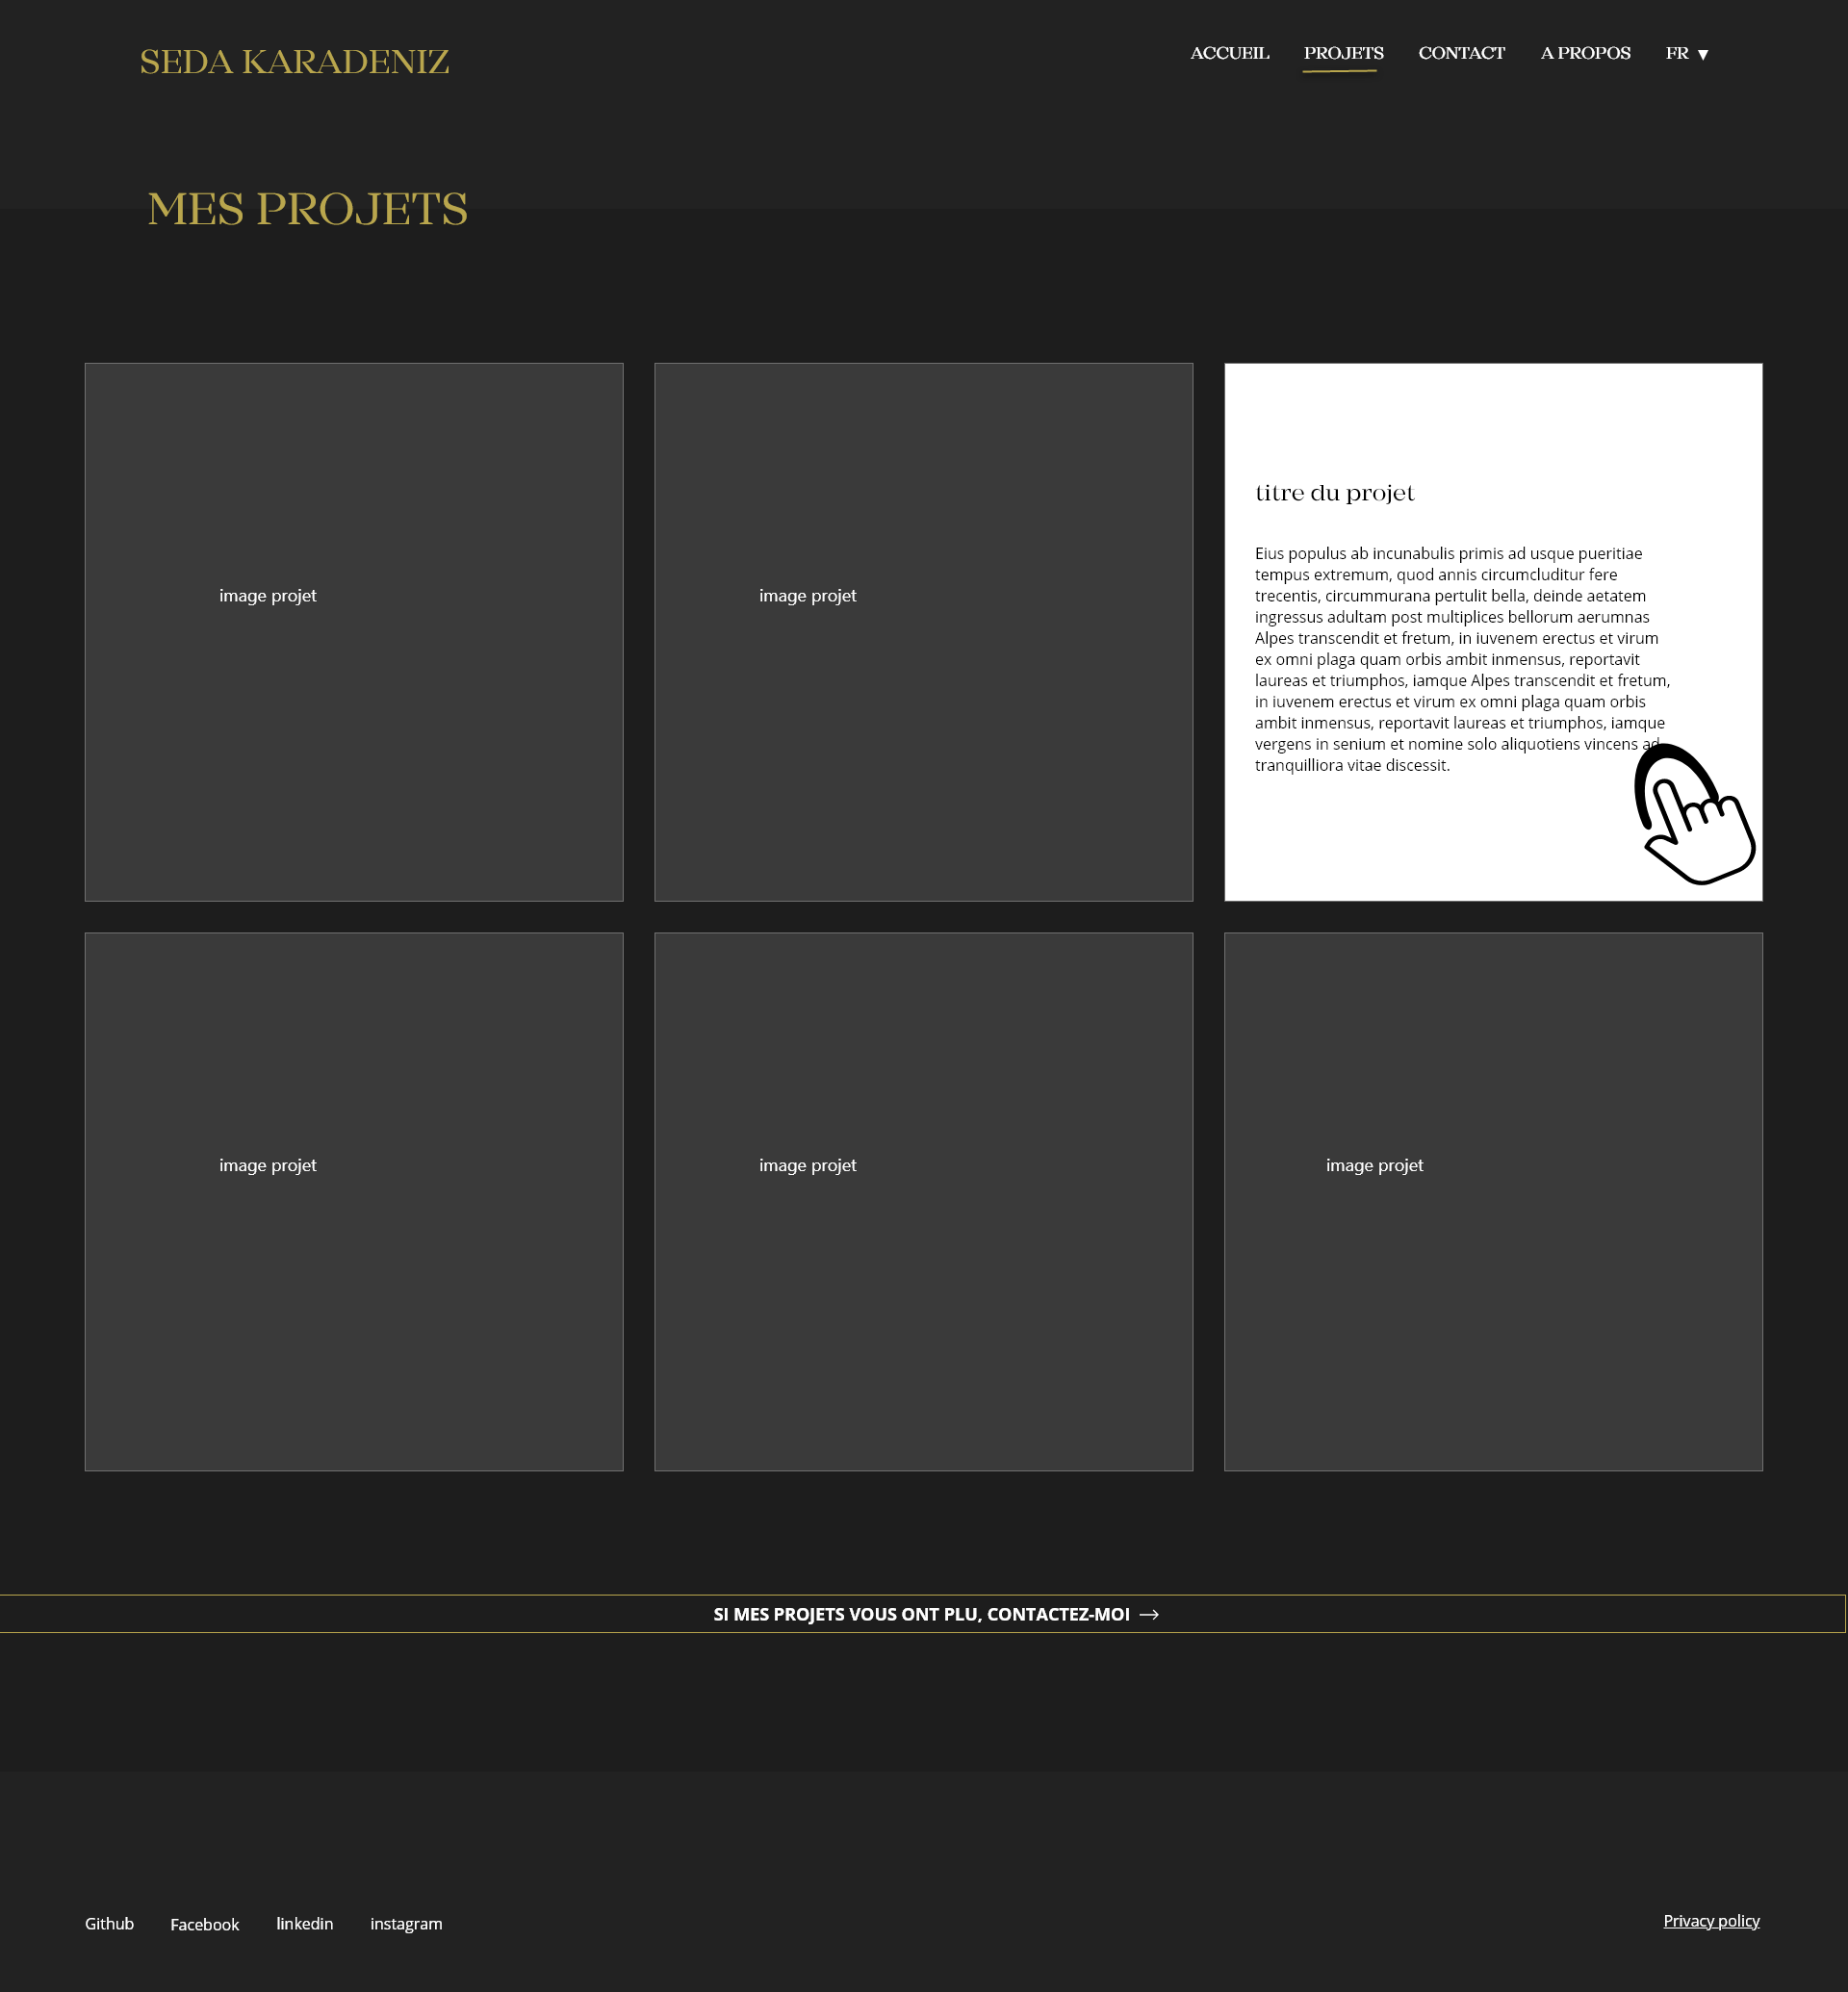 SEDA KARADENIZ
ACCUEIL PROJETS CONTACT A PROPOS FR ▼
MES PROJETS
image projet
image projet
titre du projet
Eius populus ab incunabulis primis ad usque pueritiae
tempus extremum, quod annis circumcluditur fere
trecentis, circummurana pertulit bella, deinde aetatem
ingressus adultam post multiplices bellorum aerumnas
Alpes transcendit et fretum, in iuvenem erectus et virum
ex omni plaga quam orbis ambit inmensus, reportavit
laureas et triumphos, iamque Alpes transcendit et fretum,
in iuvenem erectus et virum ex omni plaga quam orbis
ambit inmensus, reportavit laureas et triumphos, iamque
vergens in senium et nomine solo aliquotiens vincens ad
tranquilliora vitae discessit.
image projet
image projet
image projet
SI MES PROJETS VOUS ONT PLU, CONTACTEZ-MOI →
Github Facebook linkedin instagram
Privacy policy